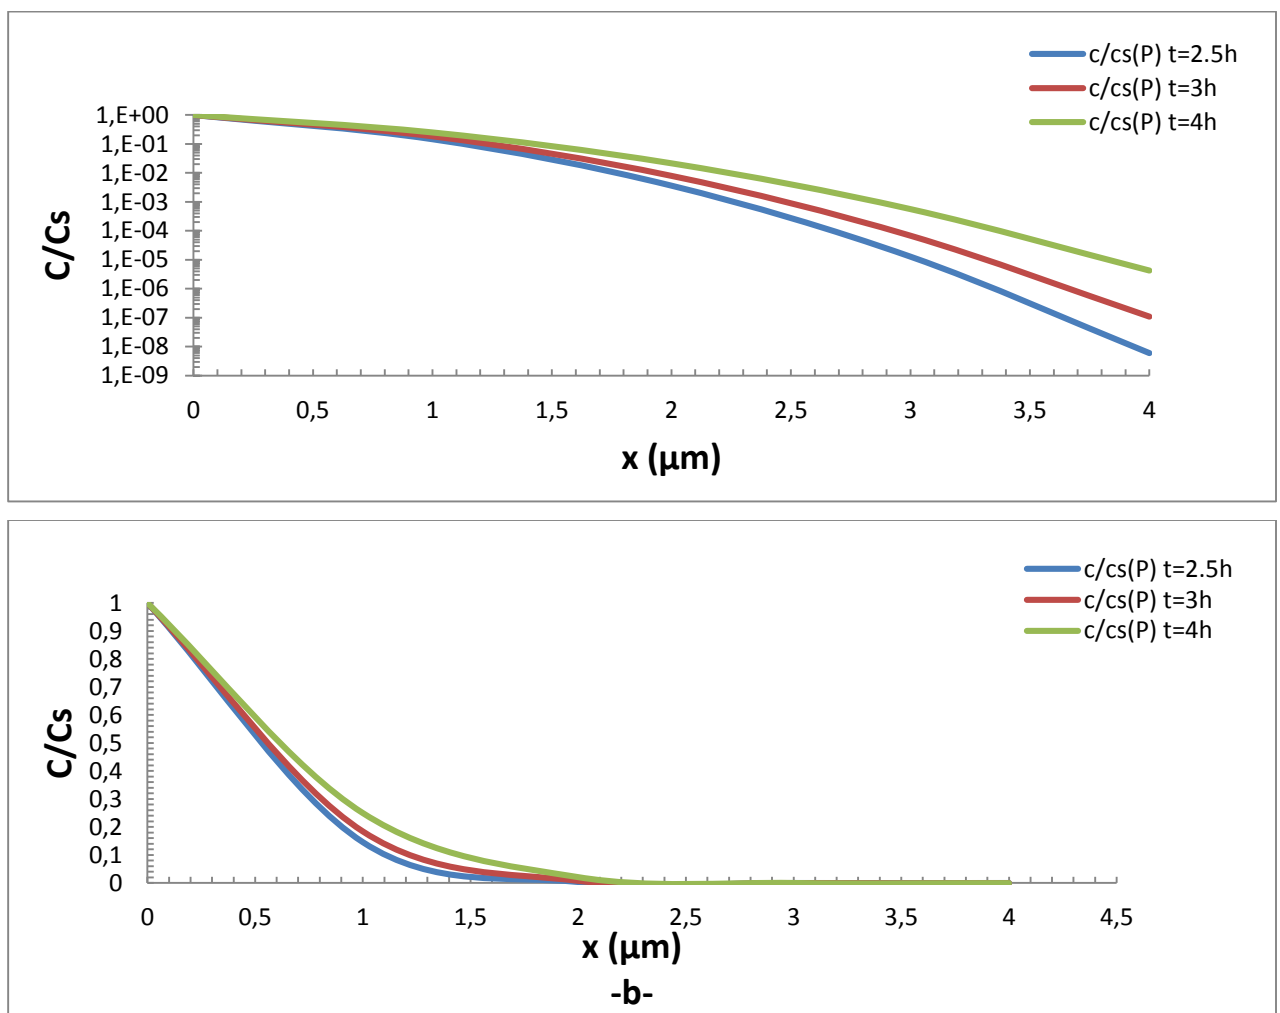 c/cs(P) t=2.5h
c/cs(P) t=3h
c/cs(P) t=4h
1,E+00
1,E-01
1,E-02
1,E-03
1,E-04
1,E-05
1,E-06
1,E-07
1,E-08
1,E-09
C/Cs
0 0,5 1 1,5 2 2,5 3 3,5 4
x (µm)
c/cs(P) t=2.5h
c/cs(P) t=3h
c/cs(P) t=4h
1
0,9
0,8
0,7
0,6
0,5
0,4
0,3
0,2
0,1
0
C/Cs
0 0,5 1 1,5 2 2,5 3 3,5 4 4,5
x (µm)
-b-